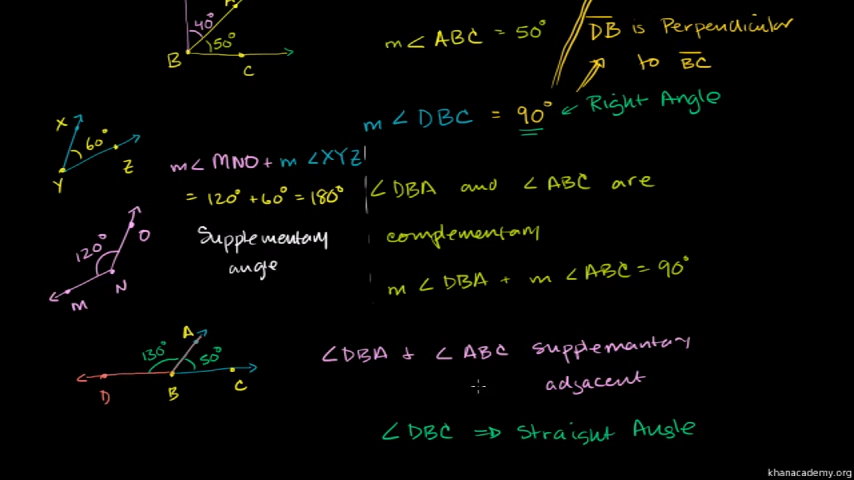 A
40°
50°
B
C
m∠ABC = 50°
DB is Perpendicular
to BC
m∠DBC = 90° ← Right Angle
X
60°
Y
Z
m∠MNO + m∠XYZ
= 120° + 60° = 180°
Supplementary
angle
120°
O
N
M
∠DBA and ∠ABC are
complementary
m∠DBA + m∠ABC = 90°
A
130°
50°
D
B
C
∠DBA + ∠ABC supplemantary
adjacent
∠DBC ⇒ Straight Angle
khanacademy.org